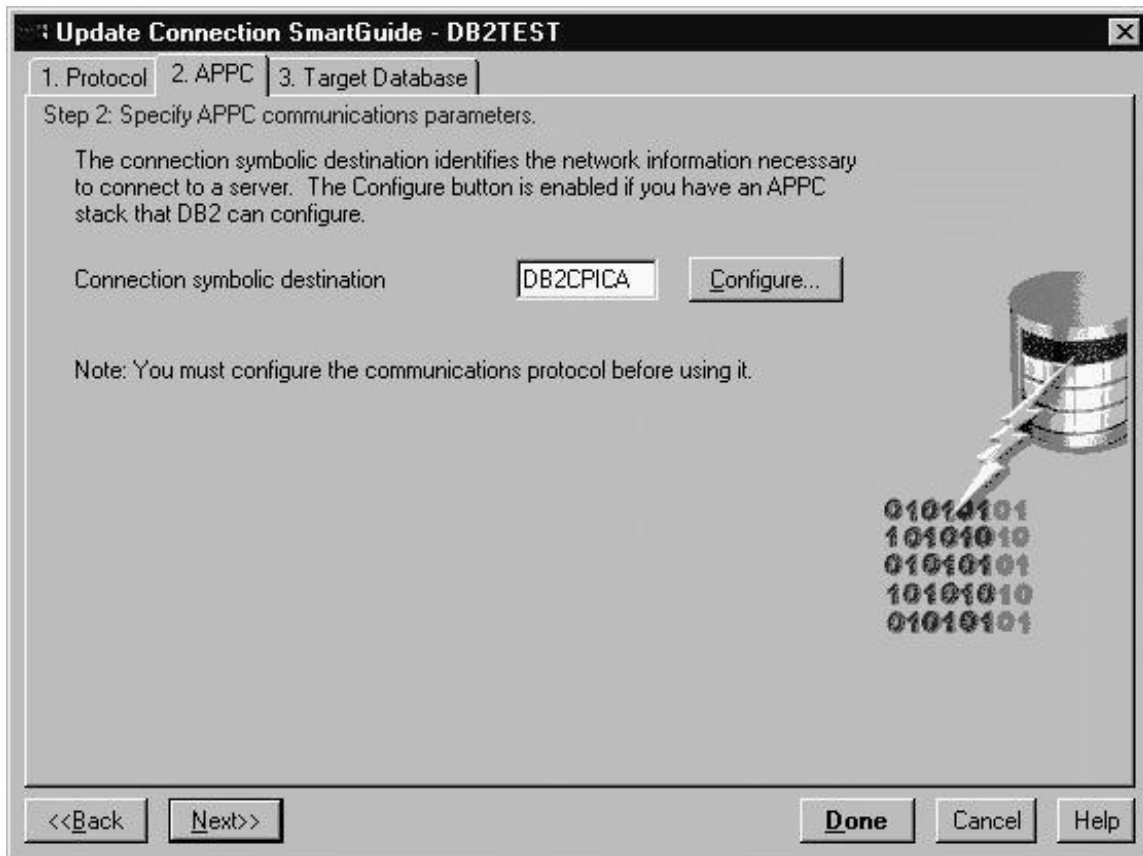 Update Connection SmartGuide - DB2TEST
1. Protocol 2. APPC 3. Target Database
Step 2: Specify APPC communications parameters.
The connection symbolic destination identifies the network information necessary
to connect to a server. The Configure button is enabled if you have an APPC
stack that DB2 can configure.
Connection symbolic destination DB2CPICA Configure...
Note: You must configure the communications protocol before using it.
01010101
10101010
01010101
10101010
01010101
<<Back Next>> Done Cancel Help